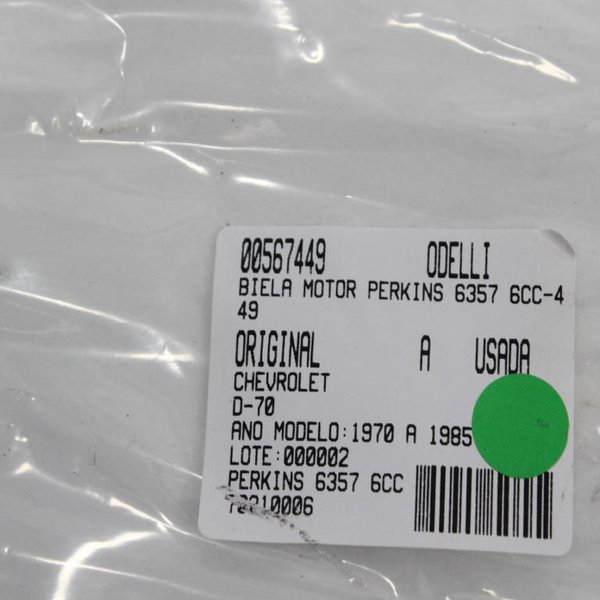 00567449 ODELLI
BIELA MOTOR PERKINS 6357 6CC-4
49
ORIGINAL A USADA
CHEVROLET
D-70
ANO MODELO:1970 A 1985
LOTE:000002
PERKINS 6357 6CC